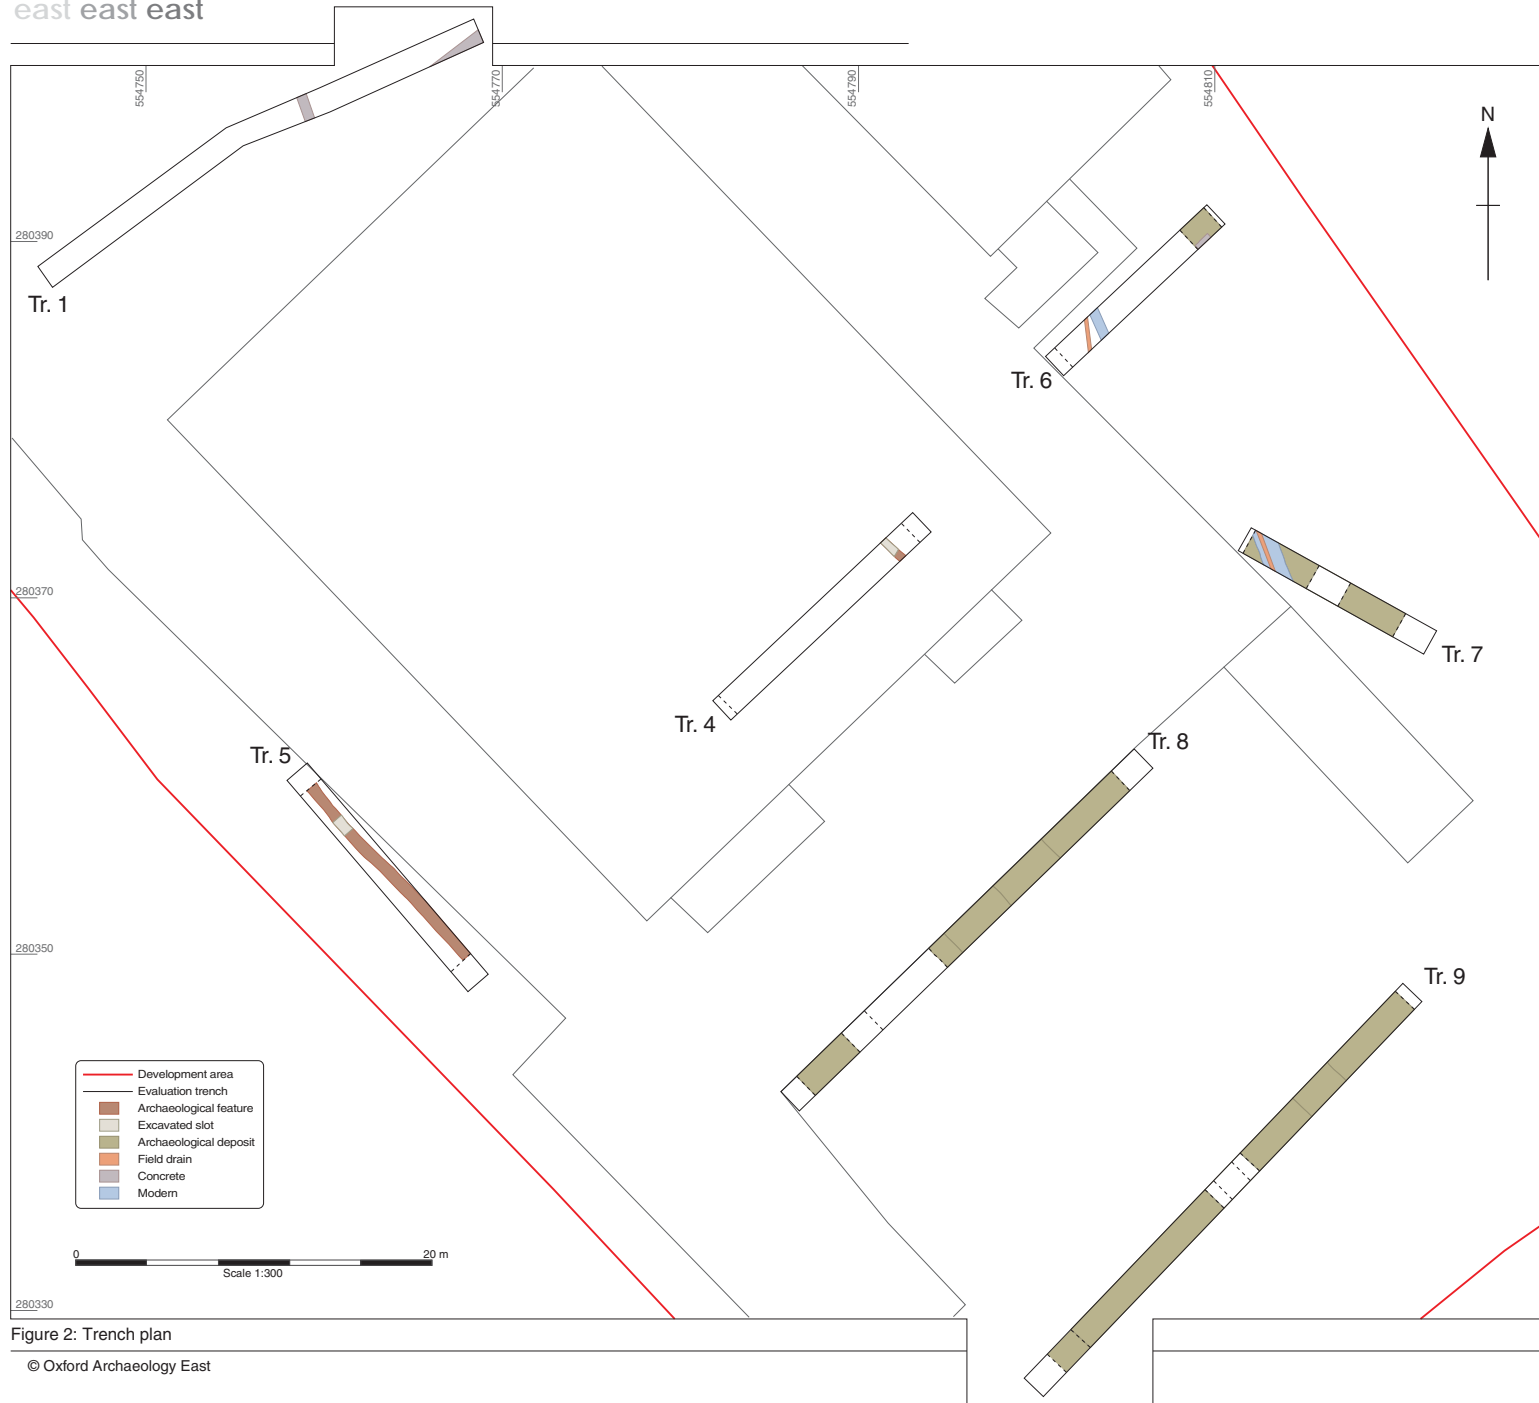 east east east
554750
554770
554790
554810
N
280390
Tr. 1
Tr. 6
280370
Tr. 7
Tr. 4
Tr. 8
Tr. 5
280350
Tr. 9
Development area
Evaluation trench
Archaeological feature
Excavated slot
Archaeological deposit
Field drain
Concrete
Modern
0
20 m
Scale 1:300
280330
Figure 2: Trench plan
© Oxford Archaeology East